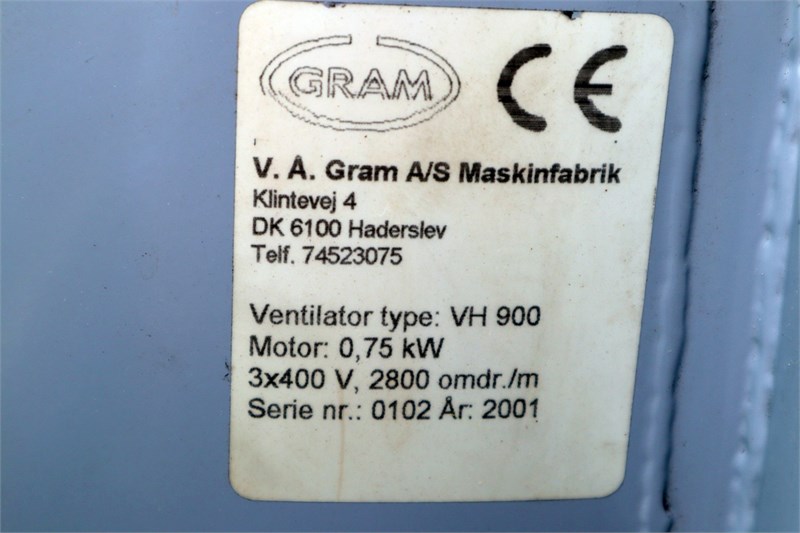 GRAM
CE
V. Å. Gram A/S Maskinfabrik
Klintevej 4
DK 6100 Haderslev
Telf. 74523075
Ventilator type: VH 900
Motor: 0,75 kW
3x400 V, 2800 omdr./m
Serie nr.: 0102 År: 2001